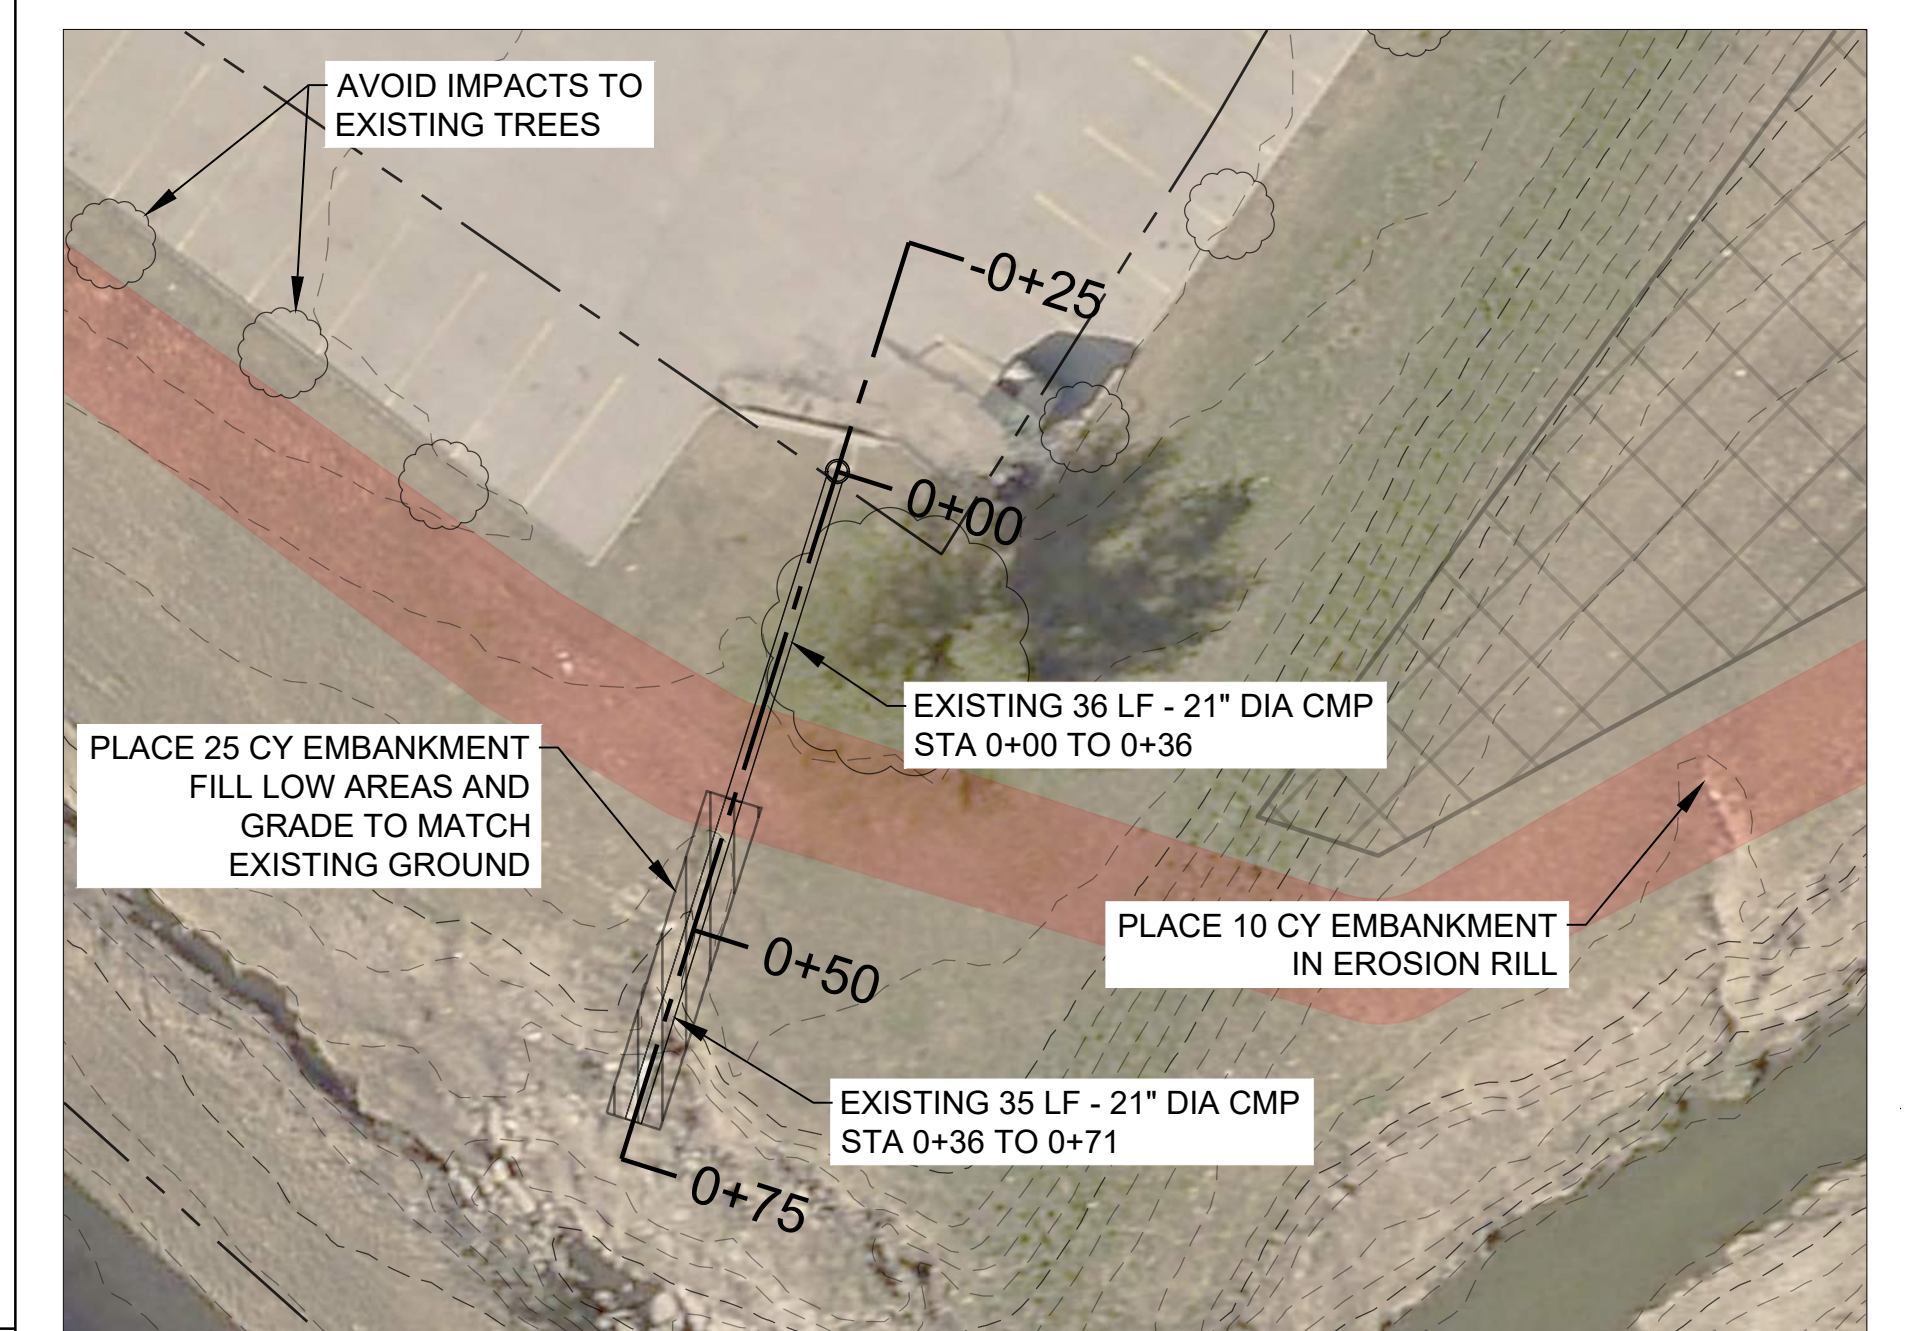 AVOID IMPACTS TO
EXISTING TREES
-0+25
0+00
EXISTING 36 LF - 21" DIA CMP
STA 0+00 TO 0+36
PLACE 25 CY EMBANKMENT
FILL LOW AREAS AND
GRADE TO MATCH
EXISTING GROUND
PLACE 10 CY EMBANKMENT
IN EROSION RILL
0+50
EXISTING 35 LF - 21" DIA CMP
STA 0+36 TO 0+71
0+75